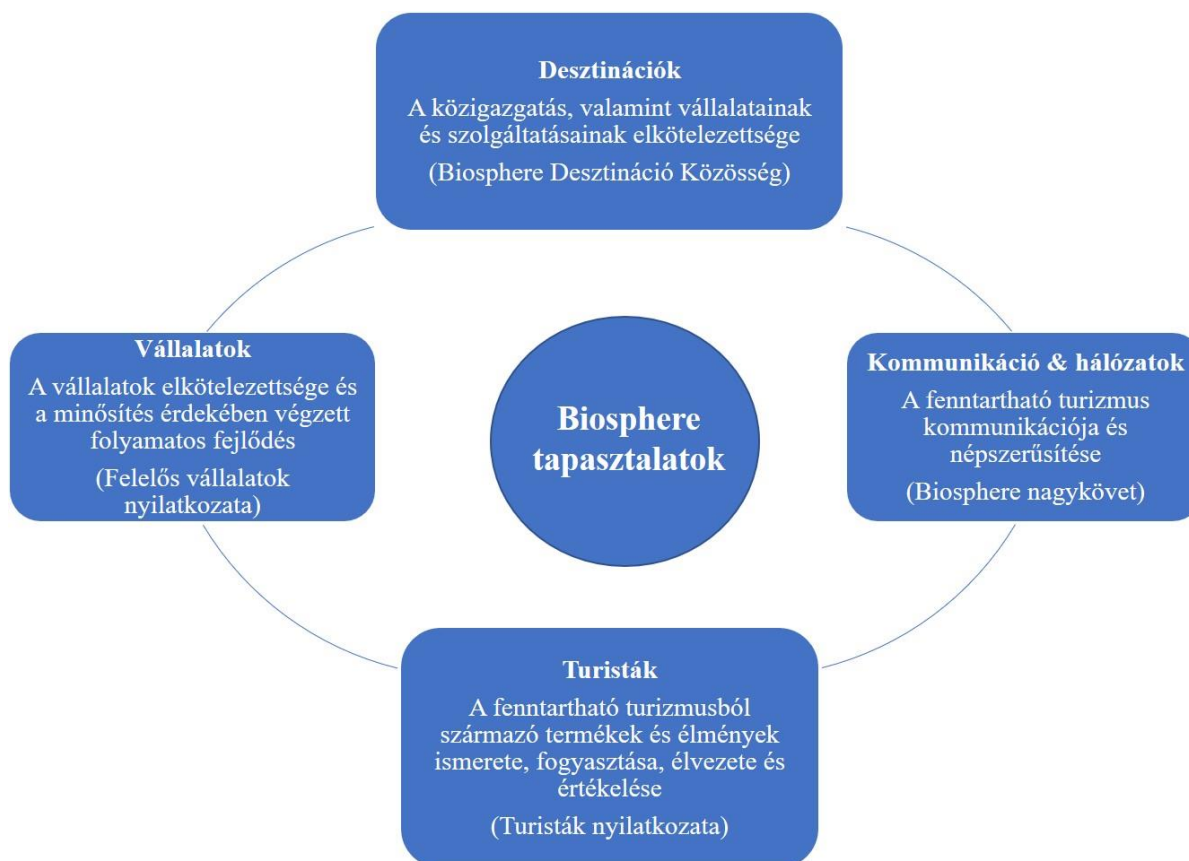 Desztinációk
A közigazgatás, valamint vállalatainak
és szolgáltatásainak elkötelezettsége
(Biosphere Desztináció Közösség)
Vállalatok
A vállalatok elkötelezettsége és
a minősítés érdekében végzett
folyamatos fejlődés
(Felelős vállalatok
nyilatkozata)
Biosphere
tapasztalatok
Kommunikáció & hálózatok
A fenntartható turizmus
kommunikációja és
népszerűsítése
(Biosphere nagykövet)
Turisták
A fenntartható turizmusból
származó termékek és élmények
ismerete, fogyasztása, élvezete és
értékelése
(Turisták nyilatkozata)